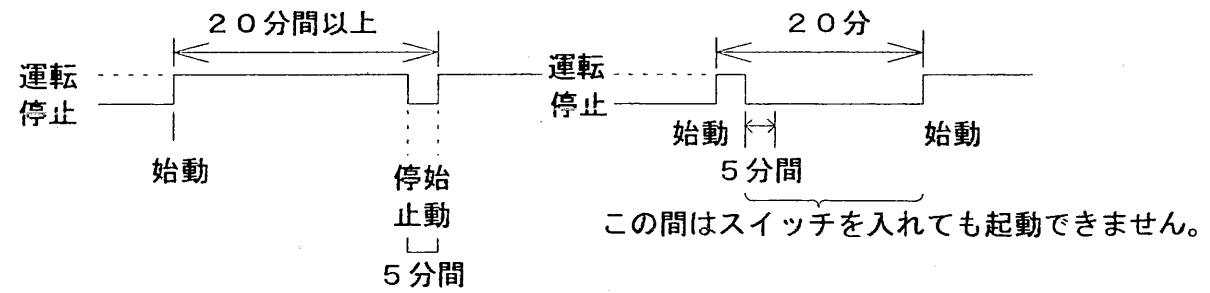 20分間以上
20分
運転
停止
始動
停始
止動
5分間
運転
停止
始動
始動
5分間
この間はスイッチを入れても起動できません。